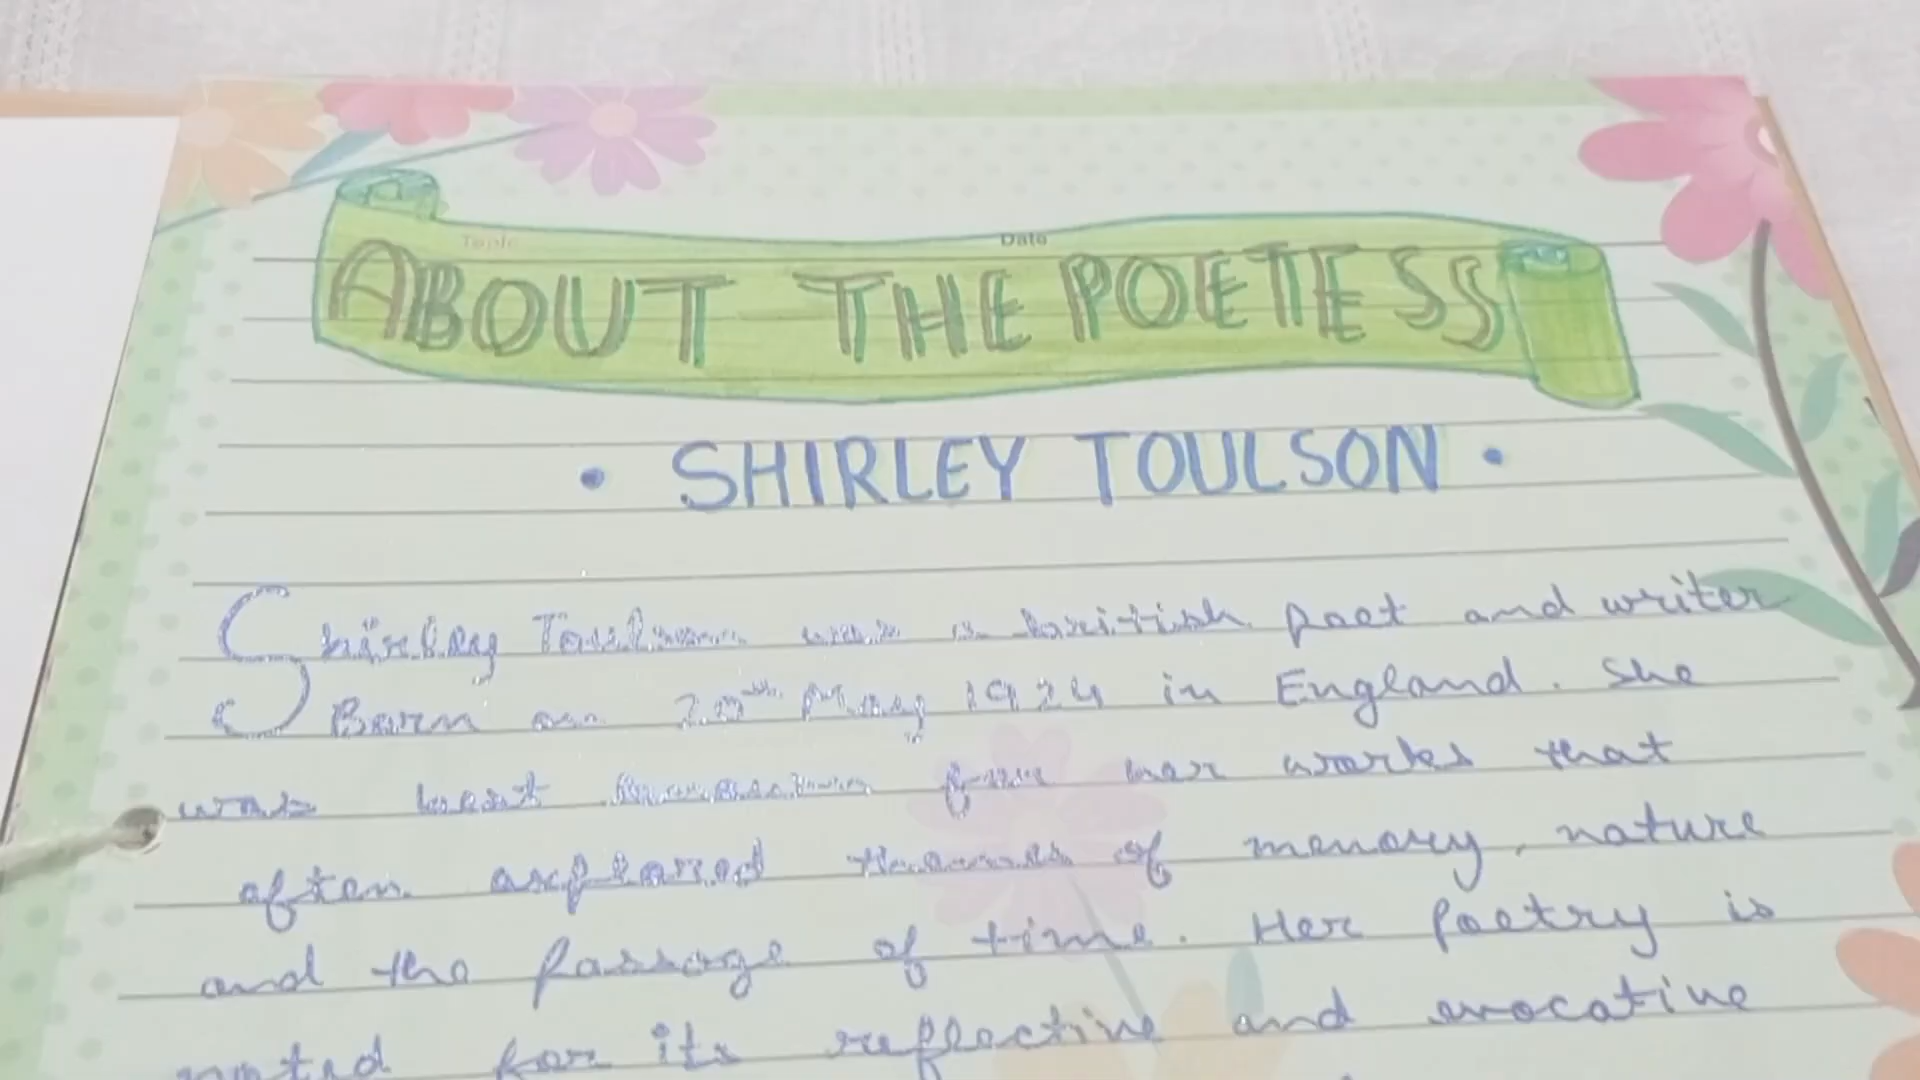 Topic Date
ABOUT THE POETESS
• SHIRLEY TOULSON •
Shirley Toulson was a british poet and writer
Born on 20th May 1924 in England. She
was best known for her works that
often explored themes of memory, nature
and the passage of time. Her poetry is
noted for its reflective and evocative